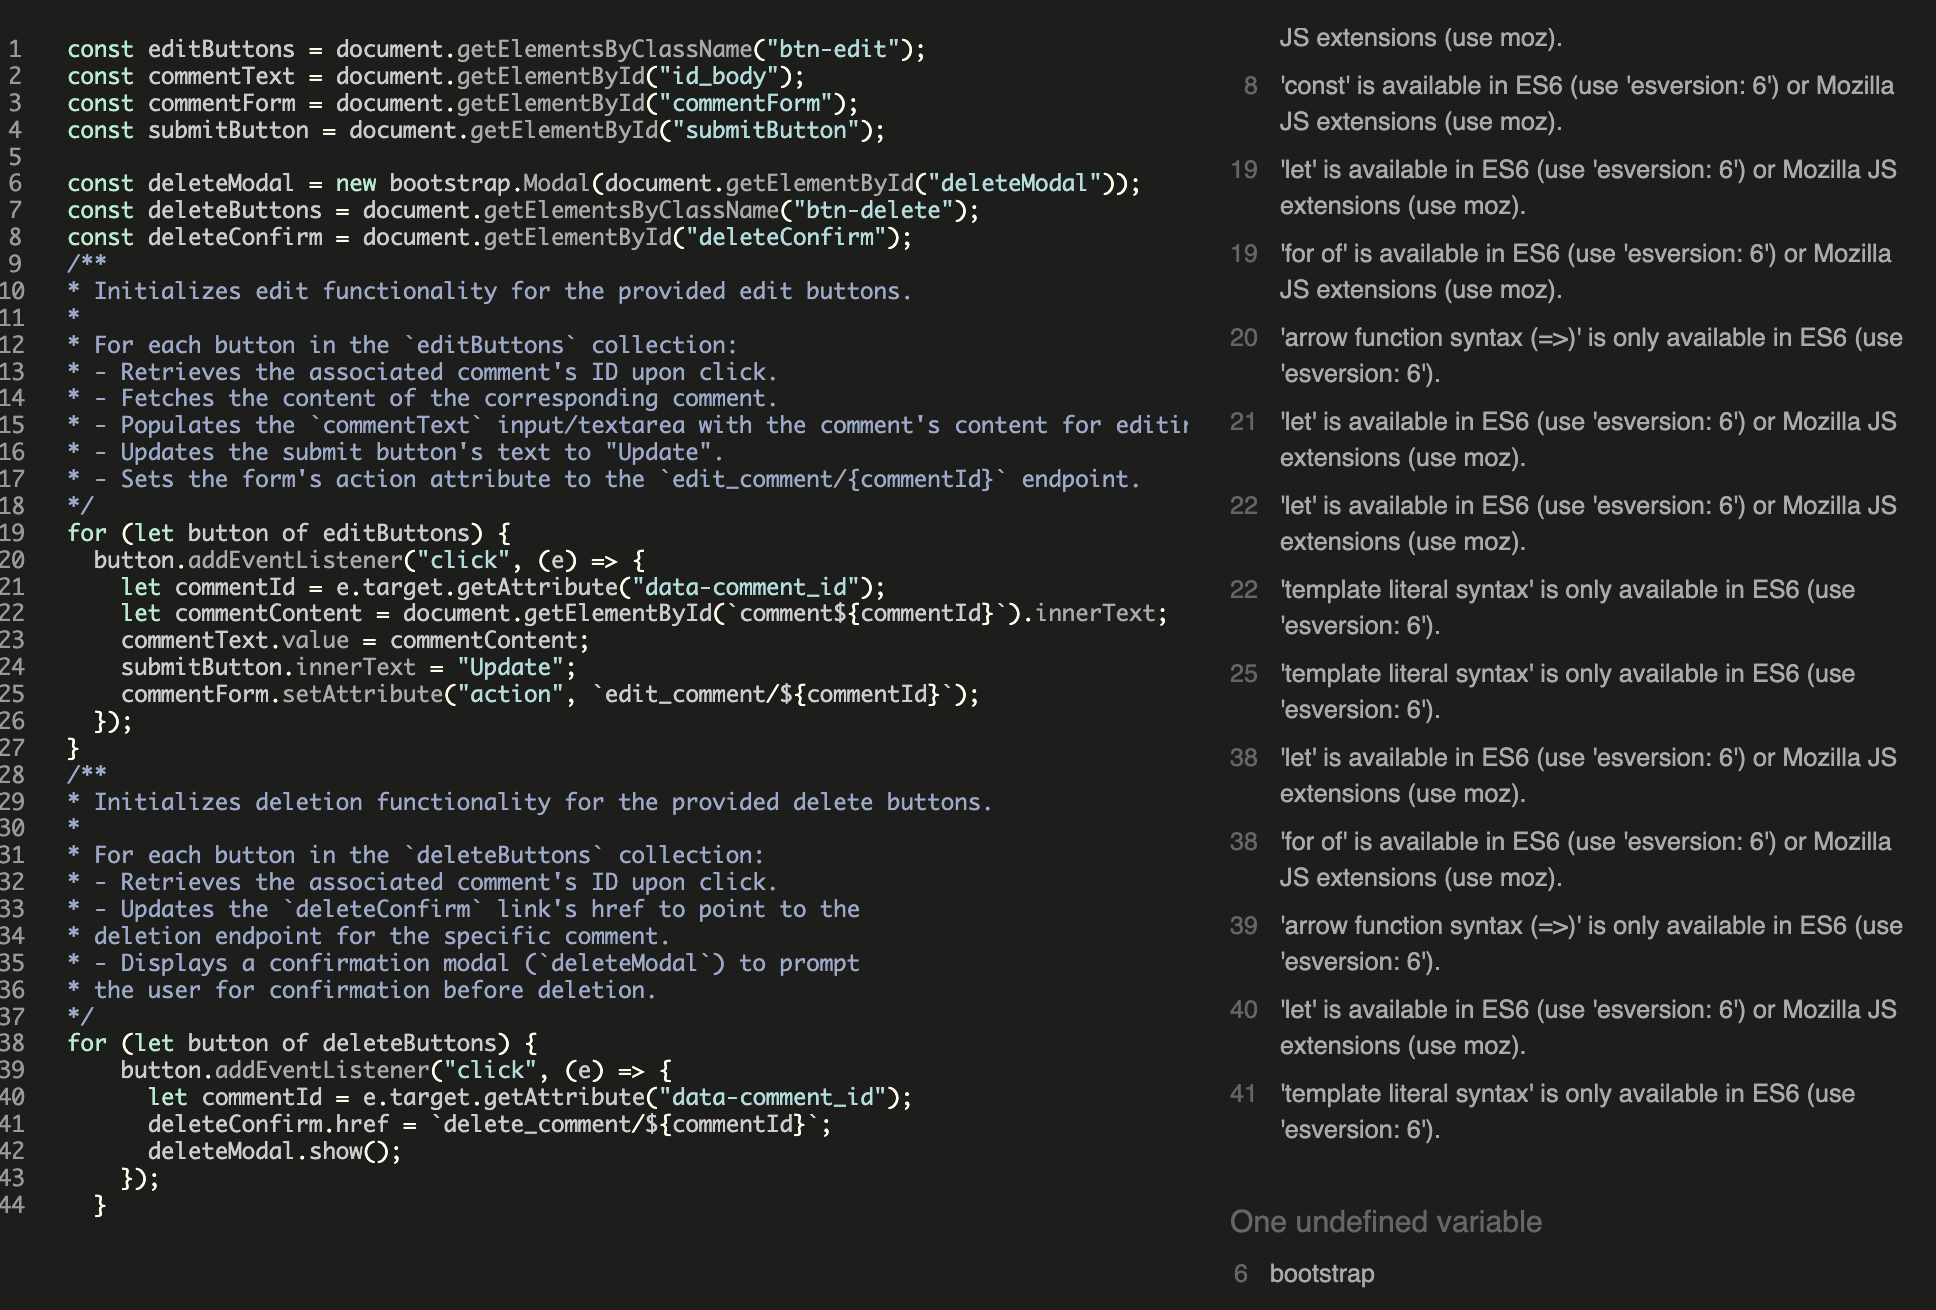 1 const editButtons = document.getElementsByClassName("btn-edit");
2 const commentText = document.getElementById("id_body");
3 const commentForm = document.getElementById("commentForm");
4 const submitButton = document.getElementById("submitButton");
5
6 const deleteModal = new bootstrap.Modal(document.getElementById("deleteModal"));
7 const deleteButtons = document.getElementsByClassName("btn-delete");
8 const deleteConfirm = document.getElementById("deleteConfirm");
9 /**
10 * Initializes edit functionality for the provided edit buttons.
11 *
12 * For each button in the `editButtons` collection:
13 * - Retrieves the associated comment's ID upon click.
14 * - Fetches the content of the corresponding comment.
15 * - Populates the `commentText` input/textarea with the comment's content for
16 * - Updates the submit button's text to "Update".
17 * - Sets the form's action attribute to the `edit_comment/{commentId}` endpoint.
18 */
19 for (let button of editButtons) {
20   button.addEventListener("click", (e) => {
21     let commentId = e.target.getAttribute("data-comment_id");
22     let commentContent = document.getElementById(`comment${commentId}`).innerText;
23     commentText.value = commentContent;
24     submitButton.innerText = "Update";
25     commentForm.setAttribute("action", `edit_comment/${commentId}`);
26   });
27 }
28 /**
29 * Initializes deletion functionality for the provided delete buttons.
30 *
31 * For each button in the `deleteButtons` collection:
32 * - Retrieves the associated comment's ID upon click.
33 * - Updates the `deleteConfirm` link's href to point to the
34 * deletion endpoint for the specific comment.
35 * - Displays a confirmation modal (`deleteModal`) to prompt
36 * the user for confirmation before deletion.
37 */
38 for (let button of deleteButtons) {
39     button.addEventListener("click", (e) => {
40       let commentId = e.target.getAttribute("data-comment_id");
41       deleteConfirm.href = `delete_comment/${commentId}`;
42       deleteModal.show();
43     });
44   }
JS extensions (use moz).
8 'const' is available in ES6 (use 'esversion: 6') or Mozilla
JS extensions (use moz).
19 'let' is available in ES6 (use 'esversion: 6') or Mozilla JS
extensions (use moz).
19 'for of' is available in ES6 (use 'esversion: 6') or Mozilla
JS extensions (use moz).
20 'arrow function syntax (=>)' is only available in ES6 (use
'esversion: 6').
21 'let' is available in ES6 (use 'esversion: 6') or Mozilla JS
extensions (use moz).
22 'let' is available in ES6 (use 'esversion: 6') or Mozilla JS
extensions (use moz).
22 'template literal syntax' is only available in ES6 (use
'esversion: 6').
25 'template literal syntax' is only available in ES6 (use
'esversion: 6').
38 'let' is available in ES6 (use 'esversion: 6') or Mozilla JS
extensions (use moz).
38 'for of' is available in ES6 (use 'esversion: 6') or Mozilla
JS extensions (use moz).
39 'arrow function syntax (=>)' is only available in ES6 (use
'esversion: 6').
40 'let' is available in ES6 (use 'esversion: 6') or Mozilla JS
extensions (use moz).
41 'template literal syntax' is only available in ES6 (use
'esversion: 6').
One undefined variable
6 bootstrap